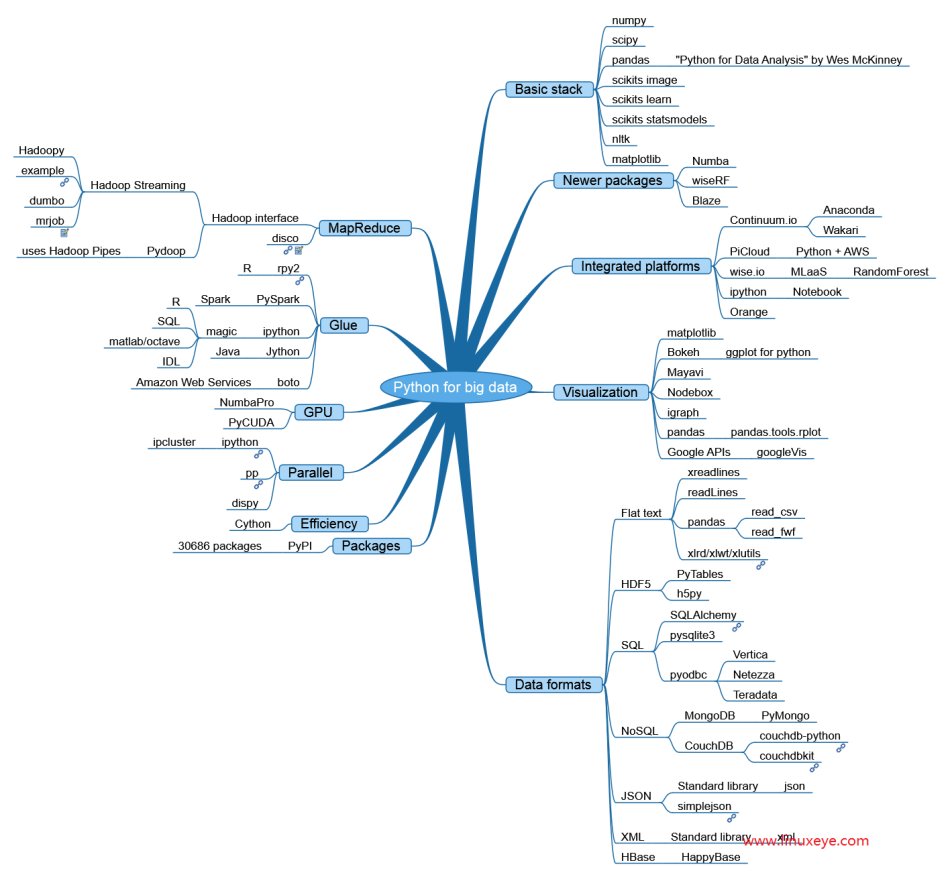 Python for big data
Basic stack
numpy
scipy
pandas "Python for Data Analysis" by Wes McKinney
scikits image
scikits learn
scikits statsmodels
nltk
matplotlib
Newer packages
Numba
wiseRF
Blaze
Integrated platforms
Continuum.io
Anaconda
Wakari
PiCloud Python + AWS
wise.io MLaaS RandomForest
ipython Notebook
Orange
Visualization
matplotlib
Bokeh ggplot for python
Mayavi
Nodebox
igraph
pandas pandas.tools.rplot
Google APIs googleVis
Data formats
Flat text
xreadlines
readLines
pandas
read_csv
read_fwf
xlrd/xlwt/xlutils
HDF5
PyTables
h5py
SQL
SQLAlchemy
pysqlite3
pyodbc
Vertica
Netezza
Teradata
NoSQL
MongoDB PyMongo
CouchDB
couchdb-python
couchdbkit
JSON
Standard library json
simplejson
XML Standard library xml
HBase HappyBase
MapReduce
Hadoop interface
Hadoop Streaming
Hadoopy
example
dumbo
mrjob
uses Hadoop Pipes Pydoop
disco
Glue
R rpy2
Spark PySpark
magic ipython
R
SQL
matlab/octave
IDL
Java Jython
Amazon Web Services boto
GPU
NumbaPro
PyCUDA
Parallel
ipcluster ipython
pp
dispy
Efficiency
Cython
Packages
30686 packages PyPI
www.linuxeye.com